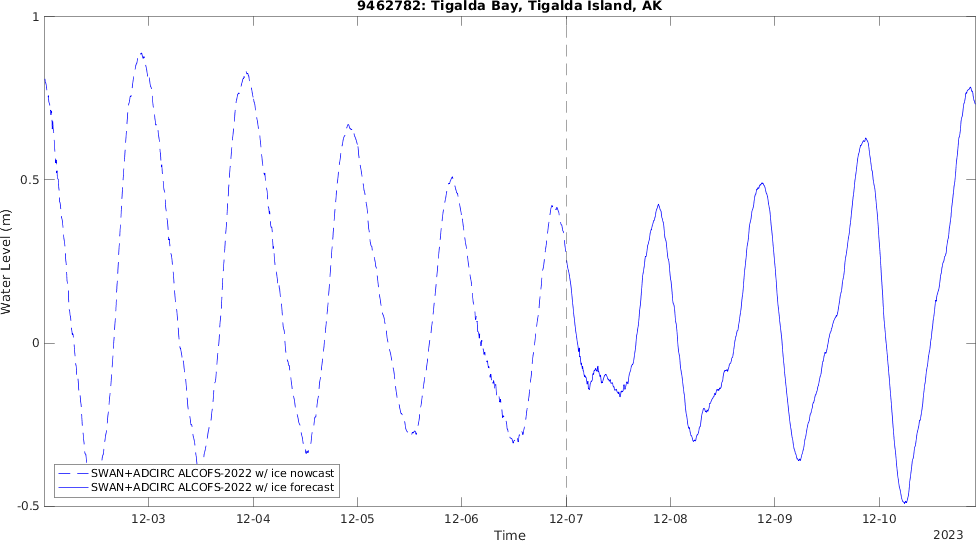 9462782: Tigalda Bay, Tigalda Island, AK
1
0.5
0
-0.5
Water Level (m)
SWAN+ADCIRC ALCOFS-2022 w/ ice nowcast
SWAN+ADCIRC ALCOFS-2022 w/ ice forecast
12-03 12-04 12-05 12-06 12-07 12-08 12-09 12-10
Time
2023